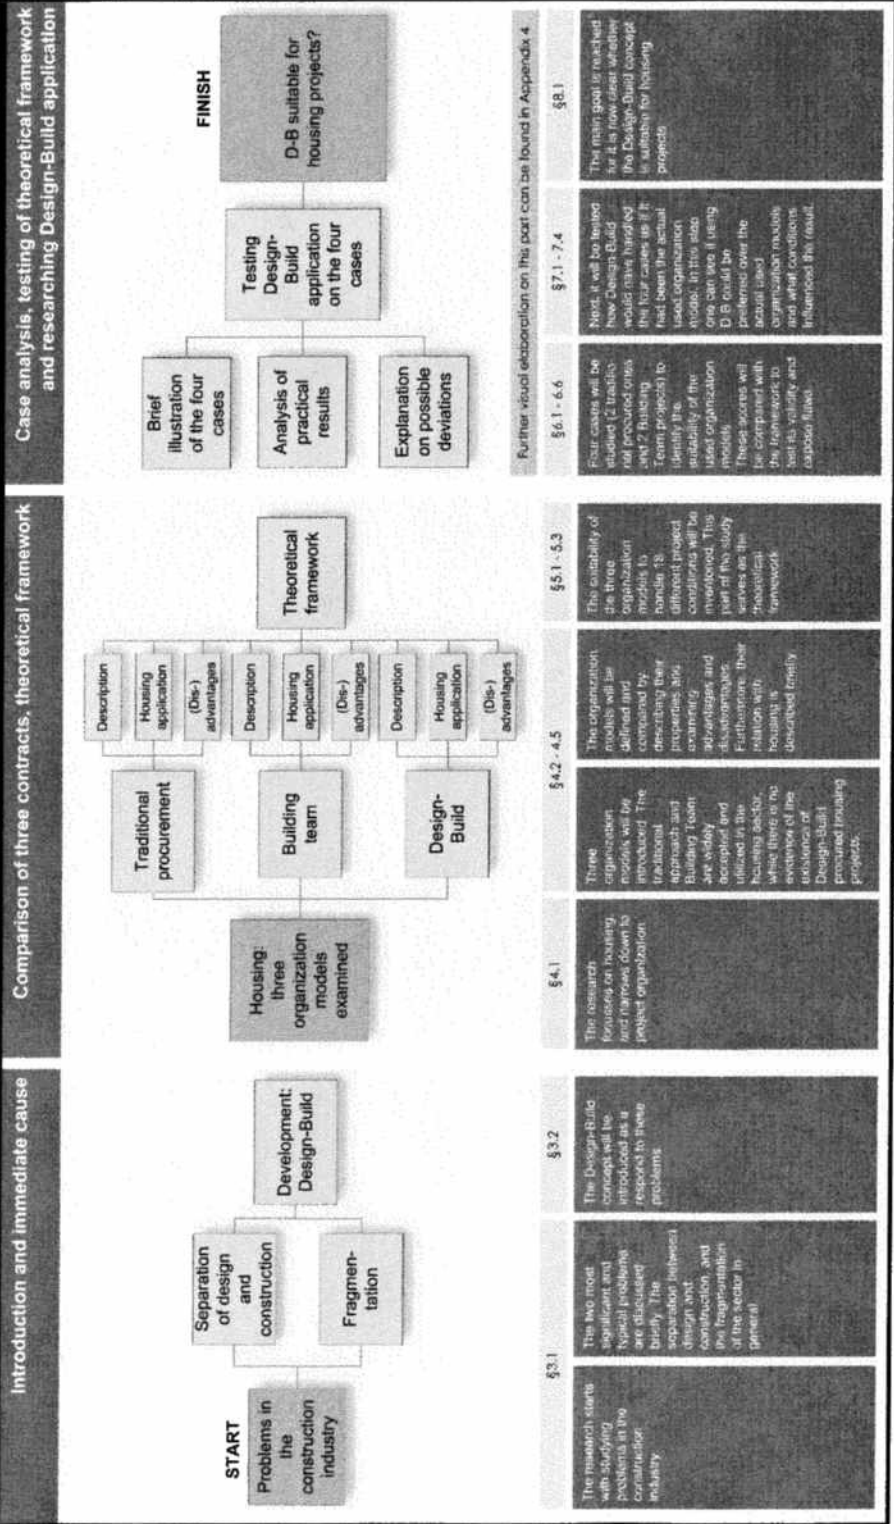 Introduction and immediate cause
START
Problems in
the
construction
industry
Separation
of design
and
construction
Fragmen-
tation
Development:
Design-Build
§3.1
§3.2
The research starts
with studying
problems in the
construction
industry
The two most
significant and
typical problems
are discussed
briefly. The
separation between
design and
construction, and
the fragmentation
of the sector in
general
The Design-Build
concept will be
introduced as a
respond to these
problems
Comparison of three contracts, theoretical framework
Housing:
three
organization
models
examined
Traditional
procurement
Building
team
Design-
Build
Description
Housing
application
(Dis-)
advantages
Description
Housing
application
(Dis-)
advantages
Description
Housing
application
(Dis-)
advantages
Theoretical
framework
§4.1
§4.2 - 4.5
§5.1 - 5.3
The research
focusses on housing
and narrows down to
project organization
Three
organization
models will be
introduced. The
traditional
approach and
Building Team
are widely
accepted and
utilized in the
housing sector,
while there is no
evidence of the
existence of
Design-Build
procured housing
projects.
The organization
models will be
defined and
compared by
describing their
properties and
examining
advantages and
disadvantages.
Furthermore, their
relation with
housing is
described briefly
The suitability of
the three
organization
models to
handle 18
different project
conditions will be
inventoried. This
part of the study
serves as the
theoretical
framework
Case analysis, testing of theoretical framework
and researching Design-Build application
Brief
illustration
of the four
cases
Analysis of
practical
results
Explanation
on possible
deviations
Testing
Design-
Build
application
on the four
cases
FINISH
D-B suitable for
housing projects?
Further visual elaboration on this part can be found in Appendix 4
§6.1 - 6.6
§7.1 - 7.4
§8.1
Four cases will be
studied (2 traditio-
nal procured ones
and 2 Building
Team projects) to
identify the
suitability of the
used organization
models.
These scores will
be compared with
the framework to
test its validity and
expose flaws
Next, it will be tested
how Design-Build
would have handled
the four cases as if it
had been the actual
used organization
model. In this step
one can see if using
D-B could be
preferred over the
actual used
organization models
and what conditions
influenced the result.
The main goal is reached
for it is now clear whether
the Design-Build concept
is suitable for housing
projects